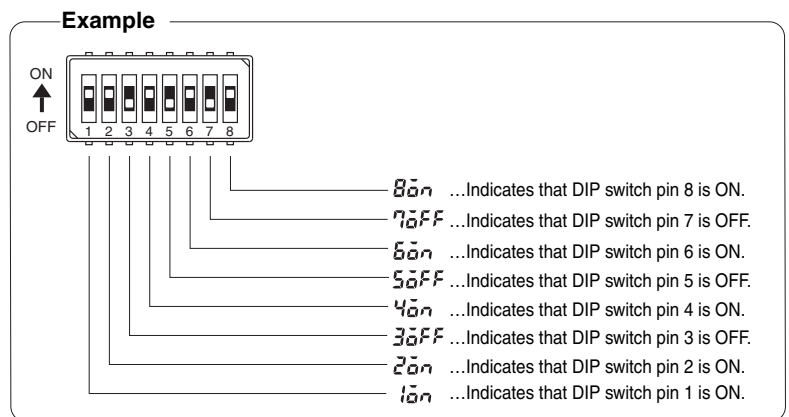 Example
ON
OFF
1 2 3 4 5 6 7 8
8on ...Indicates that DIP switch pin 8 is ON.
7oFF ...Indicates that DIP switch pin 7 is OFF.
6on ...Indicates that DIP switch pin 6 is ON.
5oFF ...Indicates that DIP switch pin 5 is OFF.
4on ...Indicates that DIP switch pin 4 is ON.
3oFF ...Indicates that DIP switch pin 3 is OFF.
2on ...Indicates that DIP switch pin 2 is ON.
1on ...Indicates that DIP switch pin 1 is ON.